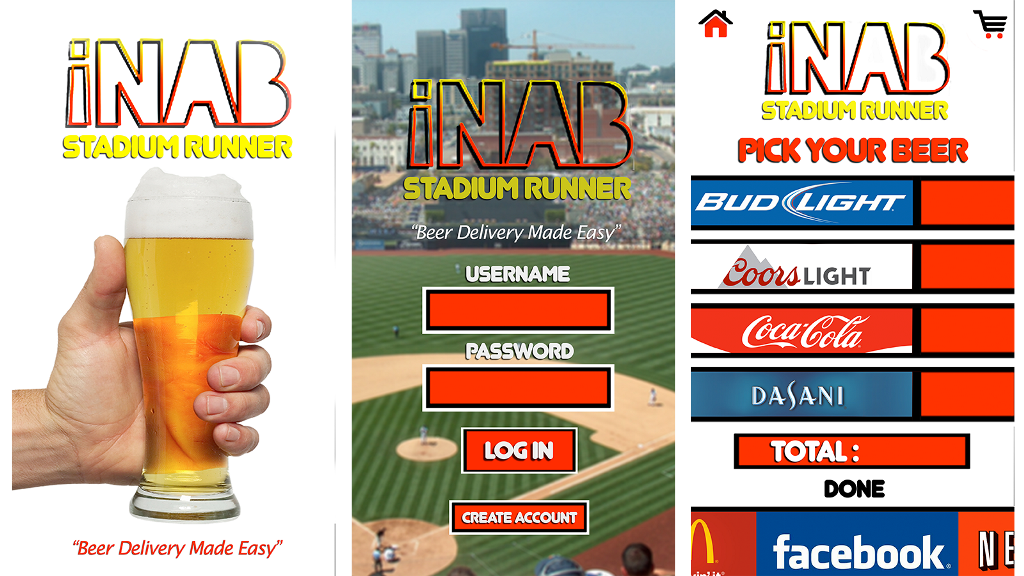 iNAB
STADIUM RUNNER
“Beer Delivery Made Easy”
iNAB
STADIUM RUNNER
“Beer Delivery Made Easy”
USERNAME
PASSWORD
LOG IN
CREATE ACCOUNT
iNAB
STADIUM RUNNER
PICK YOUR BEER
BUD LIGHT
Coors LIGHT
Coca-Cola
DASANI
TOTAL :
DONE
facebook
NE